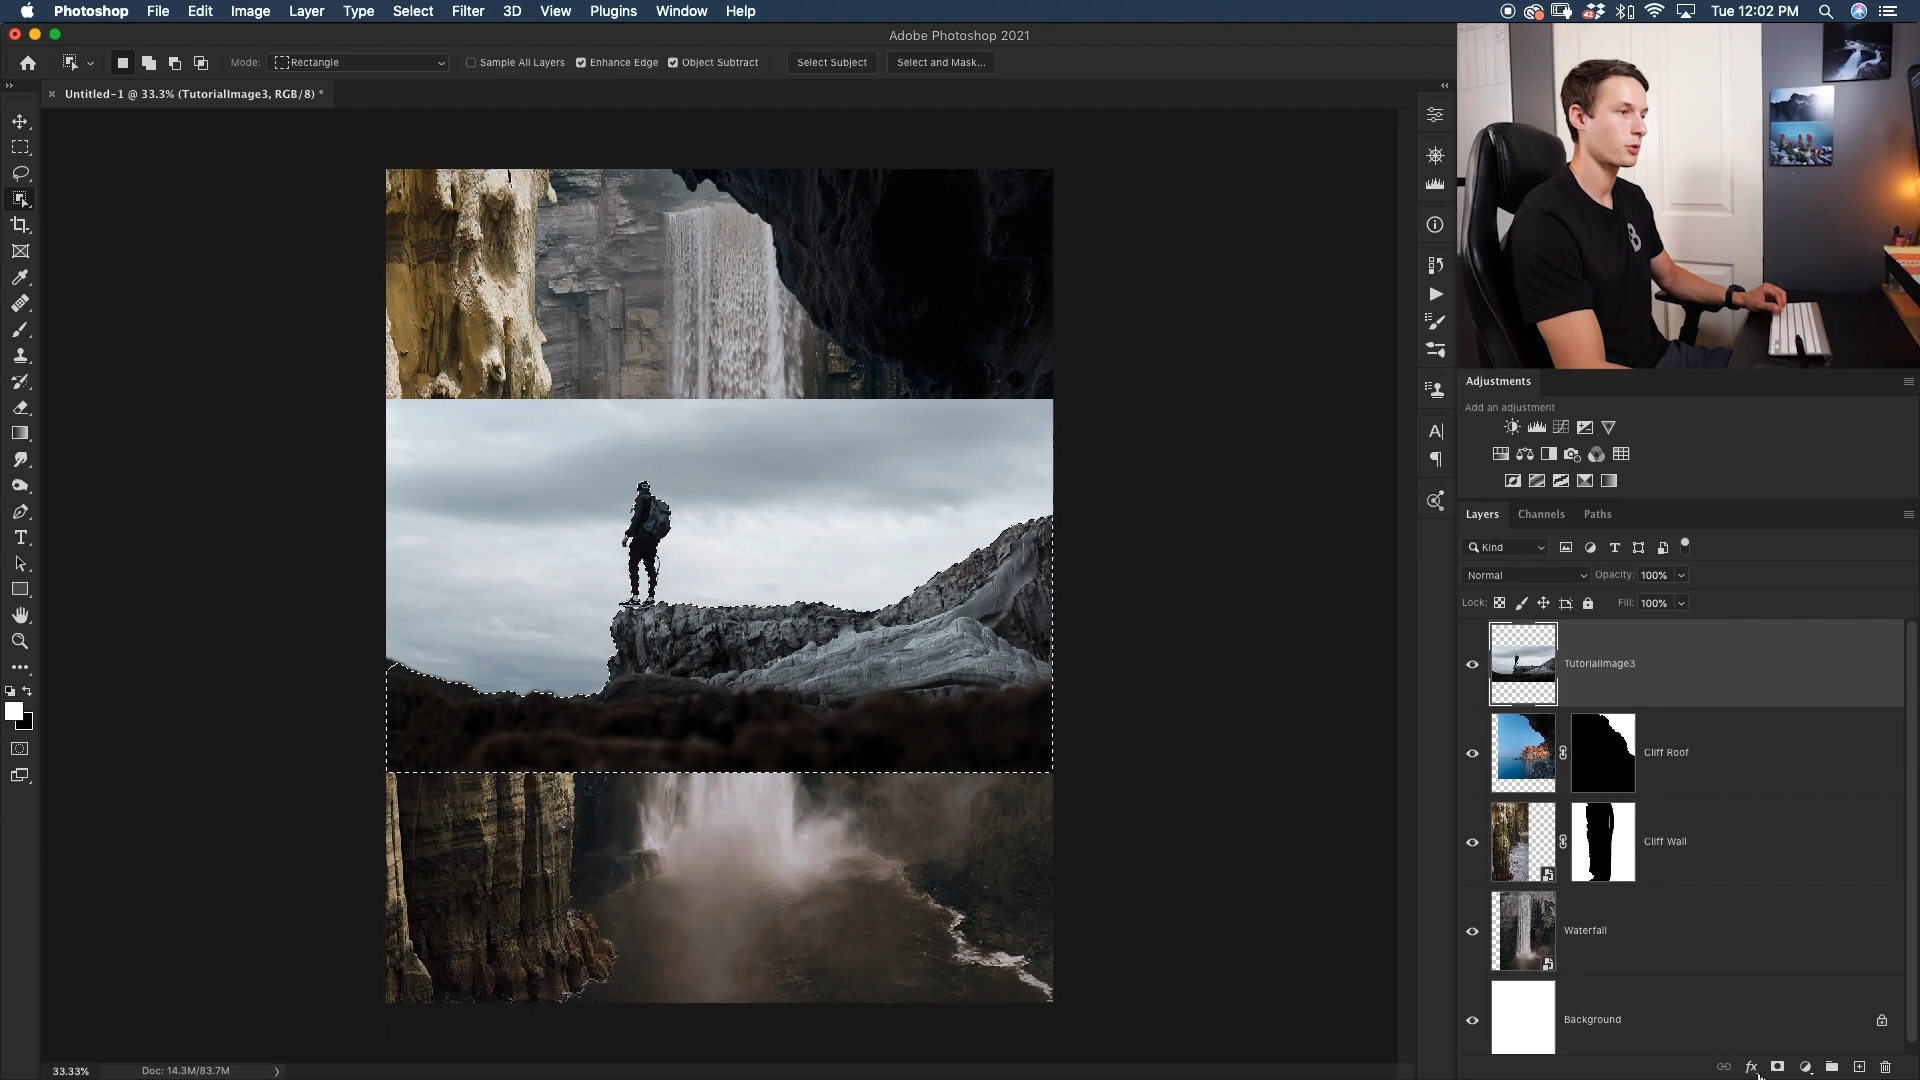 Photoshop File Edit Image Layer Type Select Filter 3D View Plugins Window Help
42
Tue 12:02 PM
Adobe Photoshop 2021
Mode: Rectangle
Sample All Layers
Enhance Edge
Object Subtract
Select Subject
Select and Mask...
Untitled-1 @ 33.3% (TutorialImage3, RGB/8) *
Adjustments
Add an adjustment
Layers Channels Paths
Kind
Normal
Opacity: 100%
Lock:
Fill: 100%
TutorialImage3
Cliff Roof
Cliff Wall
Waterfall
Background
fx
33.33%
Doc: 14.3M/83.7M